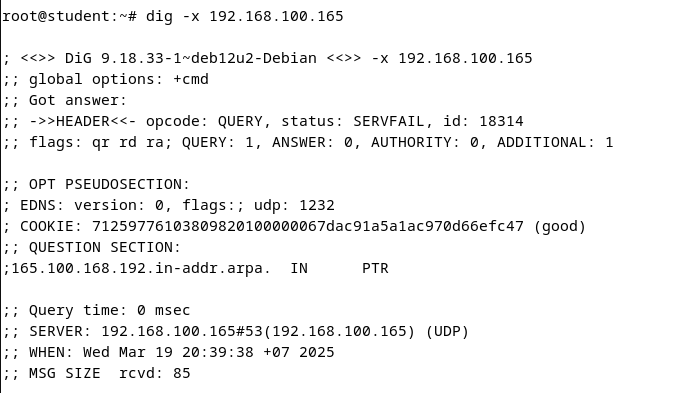 root@student:~# dig -x 192.168.100.165
; <<>> DiG 9.18.33-1~deb12u2-Debian <<>> -x 192.168.100.165
;; global options: +cmd
;; Got answer:
;; ->>HEADER<<- opcode: QUERY, status: SERVFAIL, id: 18314
;; flags: qr rd ra; QUERY: 1, ANSWER: 0, AUTHORITY: 0, ADDITIONAL: 1
;; OPT PSEUDOSECTION:
; EDNS: version: 0, flags:; udp: 1232
; COOKIE: 71259776103809820100000067dac91a5a1ac970d66efc47 (good)
;; QUESTION SECTION:
;165.100.168.192.in-addr.arpa.	IN	PTR
;; Query time: 0 msec
;; SERVER: 192.168.100.165#53(192.168.100.165) (UDP)
;; WHEN: Wed Mar 19 20:39:38 +07 2025
;; MSG SIZE  rcvd: 85